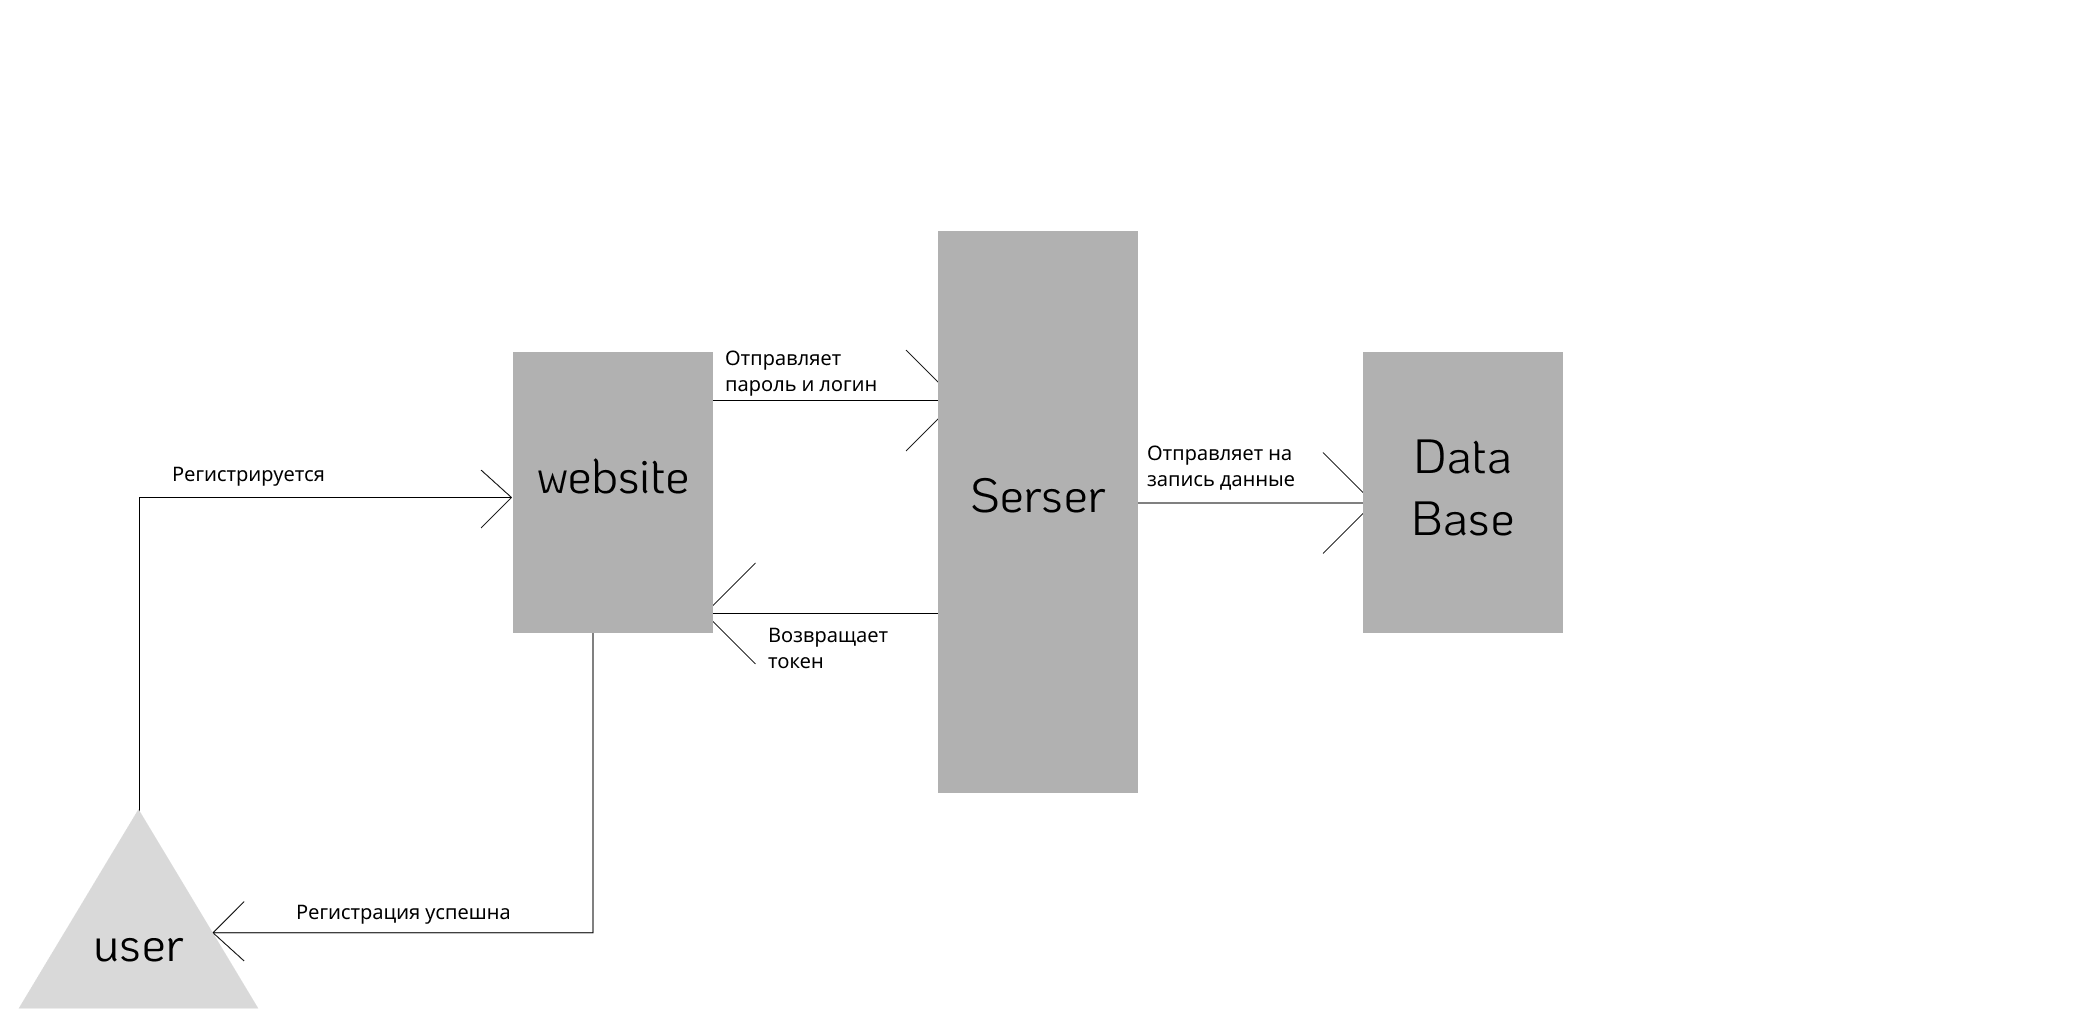 Отправляет
пароль и логин
Отправляет на
запись данные
Data
Base
Регистрируется
website
Serser
Возвращает
токен
Регистрация успешна
user